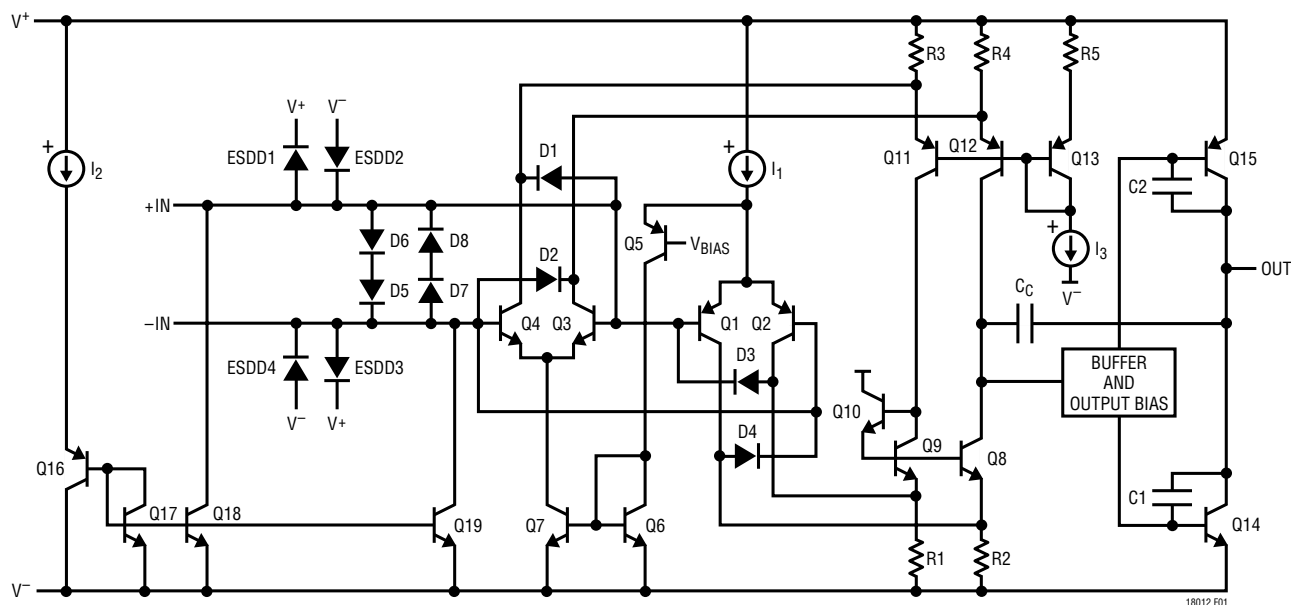 V+
R3
R4
R5
V+
V−
+
I2
ESDD1
ESDD2
D1
+
I1
Q11
Q12
Q13
Q15
C2
+IN
D6
D8
Q5
VBIAS
+
I3
V−
D2
OUT
D5
D7
CC
−IN
Q4
Q3
Q1
Q2
ESDD4
ESDD3
D3
BUFFER
AND
OUTPUT BIAS
V−
V+
Q10
D4
Q9
Q8
Q16
C1
Q17
Q18
Q19
Q7
Q6
Q14
R1
R2
V−
18012 F01